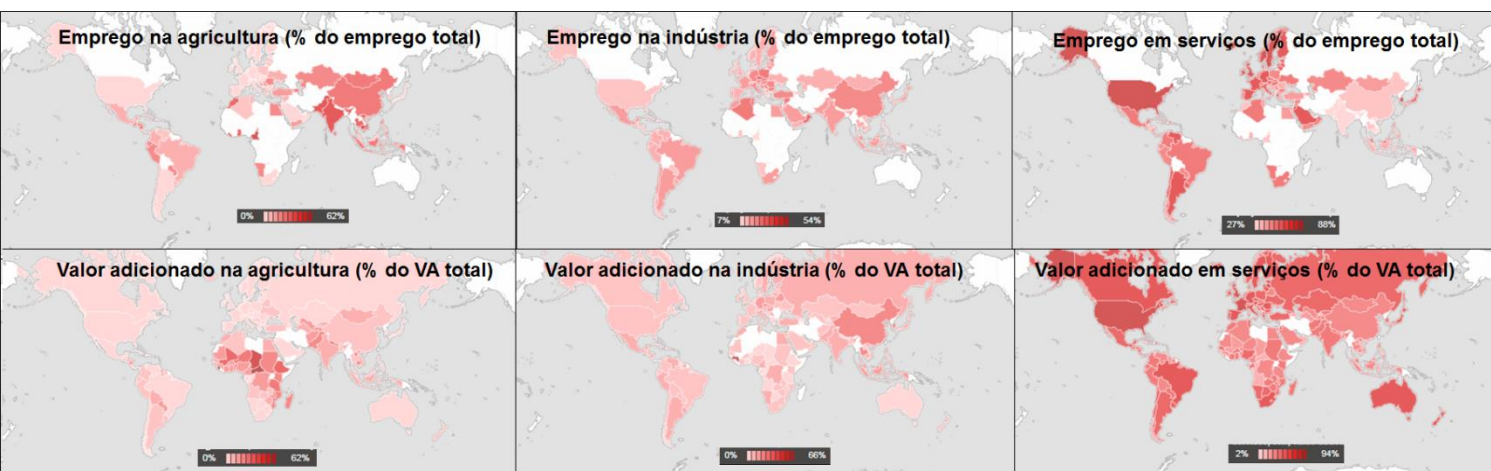 Emprego na agricultura (% do emprego total)
Emprego na indústria (% do emprego total)
Emprego em serviços (% do emprego total)
0% 62%
7% 54%
27% 88%
Valor adicionado na agricultura (% do VA total)
Valor adicionado na indústria (% do VA total)
Valor adicionado em serviços (% do VA total)
0% 62%
0% 66%
2% 94%